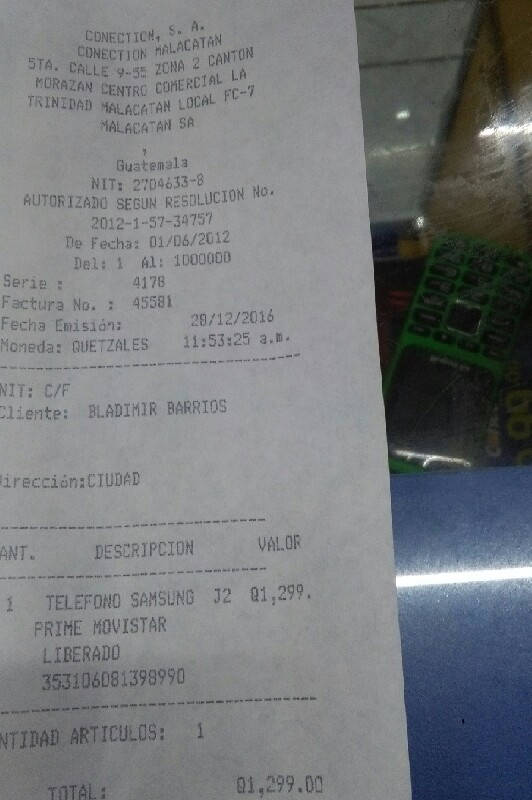 CONECTION, S. A.
CONECTION MALACATAN
5TA. CALLE 9-55 ZONA 2 CANTON
MORAZAN CENTRO COMERCIAL LA
TRINIDAD MALACATAN LOCAL FC-7
MALACATAN SA
,
Guatemala
NIT: 2704633-8
AUTORIZADO SEGUN RESOLUCION No.
2012-1-57-34757
De Fecha: 01/06/2012
Del: 1 Al: 1000000
Serie : 4178
Factura No. : 45581
Fecha Emisión: 28/12/2016
Moneda: QUETZALES 11:53:25 a.m.
NIT: C/F
Cliente: BLADIMIR BARRIOS
Dirección:CIUDAD
ANT. DESCRIPCION VALOR
1 TELEFONO SAMSUNG J2 Q1,299.
PRIME MOVISTAR
LIBERADO
353106081398990
NTIDAD ARTICULOS: 1
TOTAL: Q1,299.00